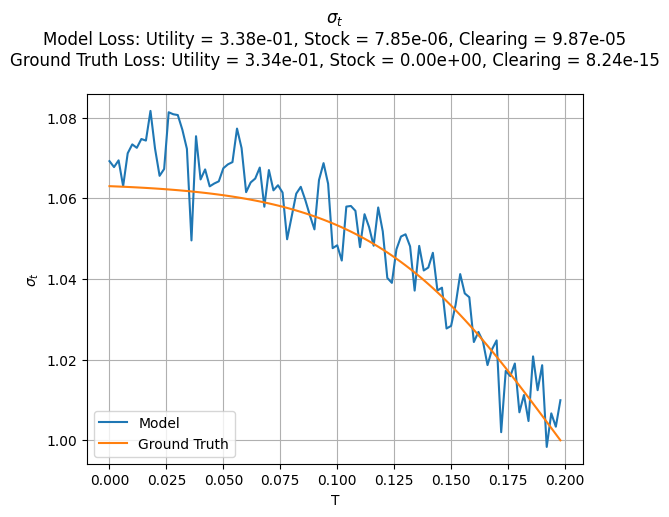 σₜ
Model Loss: Utility = 3.38e-01, Stock = 7.85e-06, Clearing = 9.87e-05
Ground Truth Loss: Utility = 3.34e-01, Stock = 0.00e+00, Clearing = 8.24e-15
1.08
1.06
1.04
1.02
1.00
σₜ
Model
Ground Truth
0.000 0.025 0.050 0.075 0.100 0.125 0.150 0.175 0.200
T